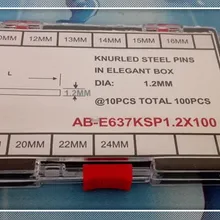 10MM 12MM 13MM 14MM 15MM 16MM
KNURLED STEEL PINS
IN ELEGANT BOX
L
DIA: 1.2MM
1.2MM
@10PCS TOTAL 100PCS
AB-E637KSP1.2X100
20MM 22MM 24MM